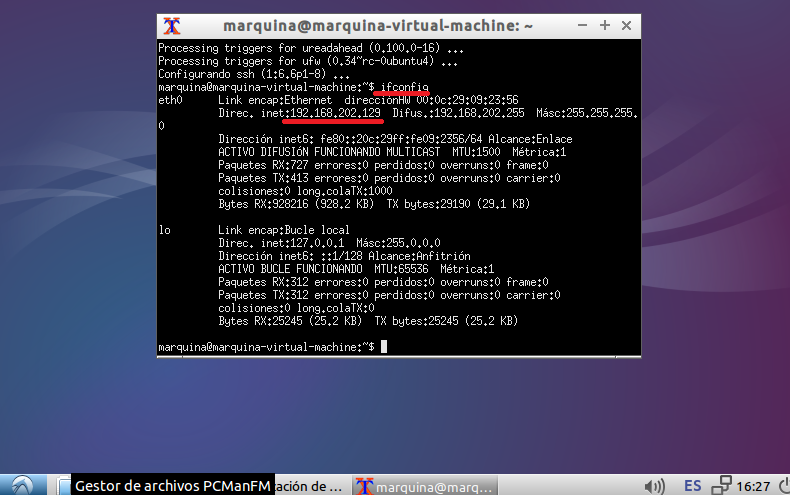 marquina@marquina-virtual-machine: ~
Processing triggers for ureadahead (0.100.0-16) ...
Processing triggers for ufw (0.34~rc-0ubuntu4) ...
Configurando ssh (1:6.6p1-8) ...
marquina@marquina-virtual-machine:~$ ifconfig
eth0 Link encap:Ethernet direcciónHW 00:0c:29:09:23:56
Direc. inet:192.168.202.129 Difus.:192.168.202.255 Másc:255.255.255.
0
Dirección inet6: fe80::20c:29ff:fe09:2356/64 Alcance:Enlace
ACTIVO DIFUSIÓN FUNCIONANDO MULTICAST MTU:1500 Métrica:1
Paquetes RX:727 errores:0 perdidos:0 overruns:0 frame:0
Paquetes TX:413 errores:0 perdidos:0 overruns:0 carrier:0
colisiones:0 long.colaTX:1000
Bytes RX:928216 (928.2 KB) TX bytes:29190 (29.1 KB)
lo Link encap:Bucle local
Direc. inet:127.0.0.1 Másc:255.0.0.0
Dirección inet6: ::1/128 Alcance:Anfitrión
ACTIVO BUCLE FUNCIONANDO MTU:65536 Métrica:1
Paquetes RX:312 errores:0 perdidos:0 overruns:0 frame:0
Paquetes TX:312 errores:0 perdidos:0 overruns:0 carrier:0
colisiones:0 long.colaTX:0
Bytes RX:25245 (25.2 KB) TX bytes:25245 (25.2 KB)
marquina@marquina-virtual-machine:~$
Gestor de archivos PCManFM zación de ... marquina@marq... ES 16:27